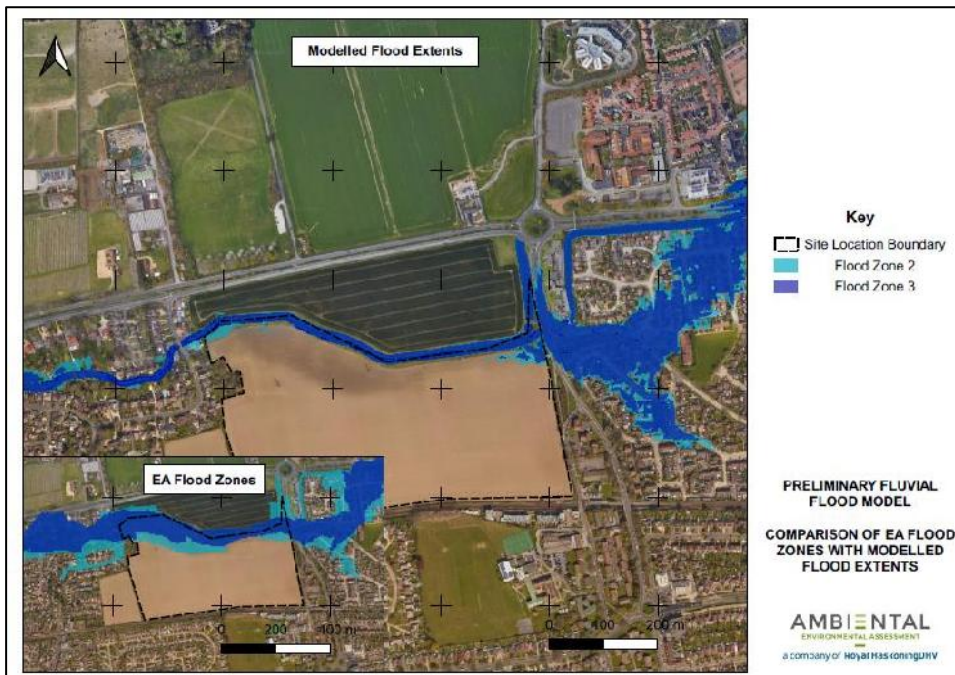 Modelled Flood Extents
Key
Site Location Boundary
Flood Zone 2
Flood Zone 3
EA Flood Zones
0 200 400 m
0 100 200 m
PRELIMINARY FLUVIAL
FLOOD MODEL
COMPARISON OF EA FLOOD
ZONES WITH MODELLED
FLOOD EXTENTS
AMBIENTAL
ENVIRONMENTAL ASSESSMENT
a company of Royal HaskoningDHV